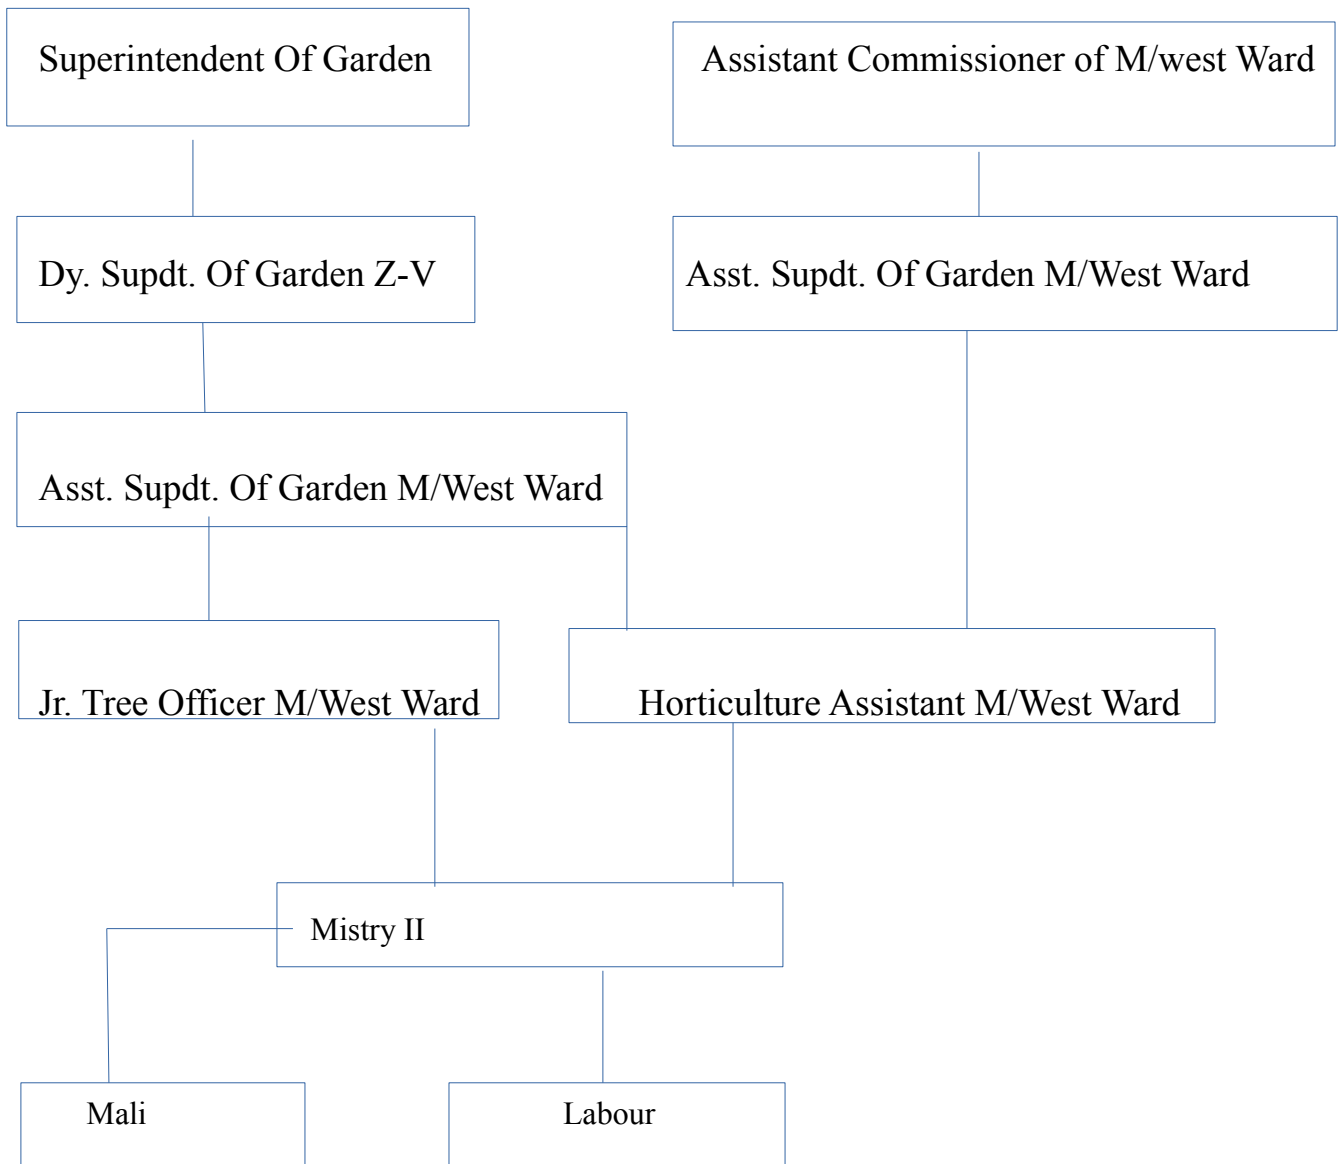 Superintendent Of Garden
Assistant Commissioner of M/west Ward
Dy. Supdt. Of Garden Z-V
Asst. Supdt. Of Garden M/West Ward
Asst. Supdt. Of Garden M/West Ward
Jr. Tree Officer M/West Ward
Horticulture Assistant M/West Ward
Mistry II
Mali
Labour